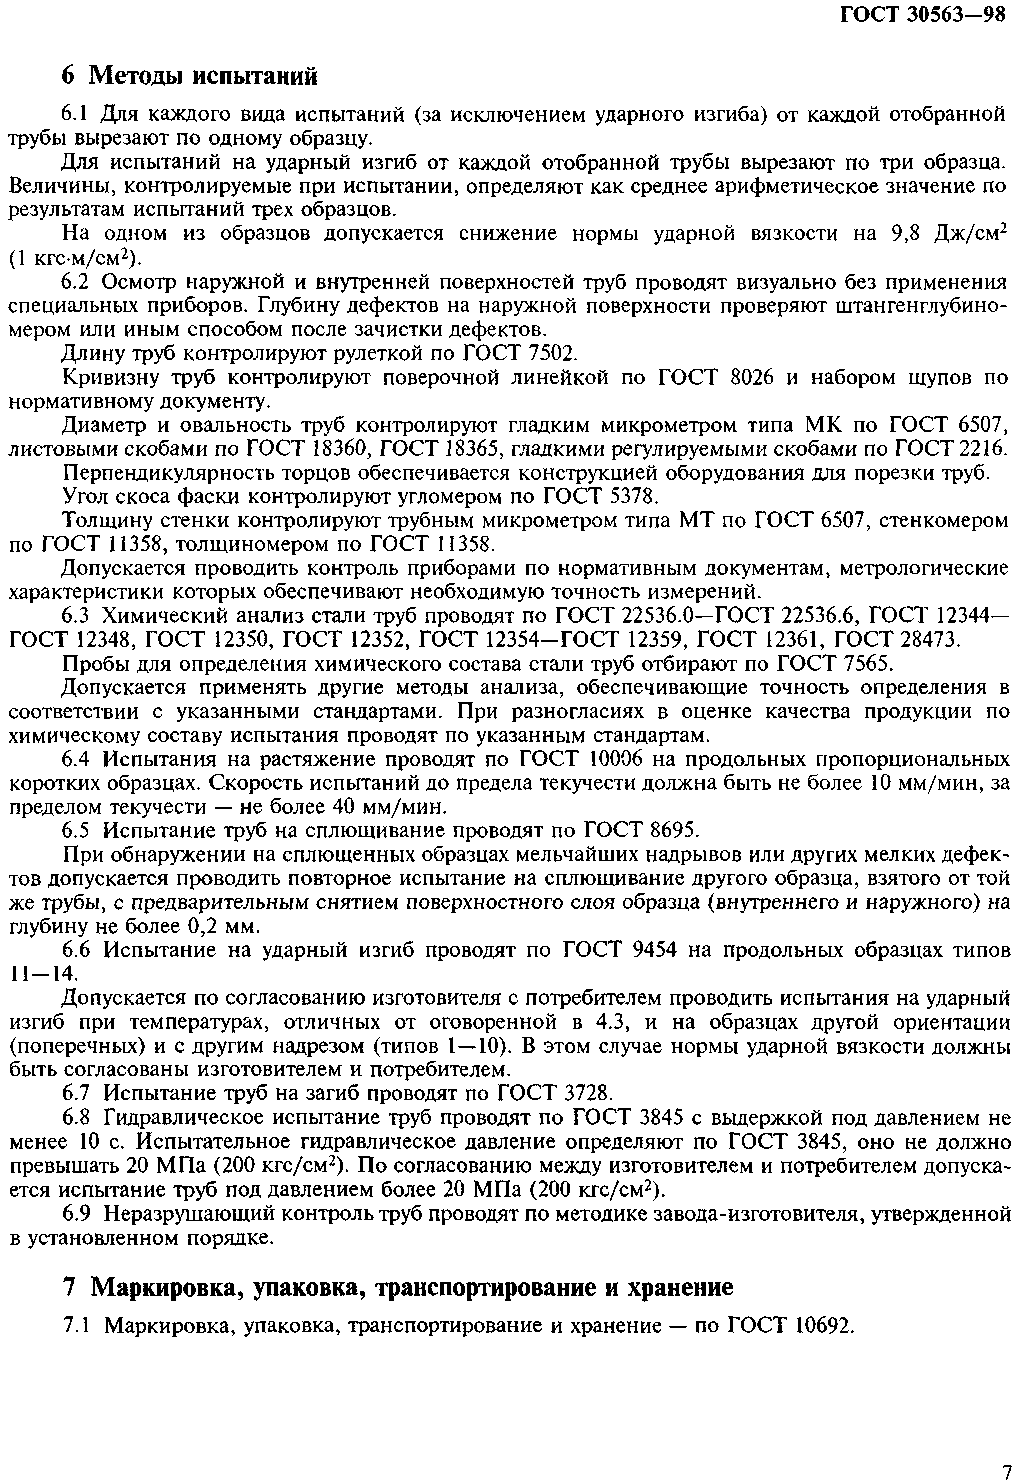 ГОСТ 30563—98
6 Методы испытаний
6.1 Для каждого вида испытаний (за исключением ударного изгиба) от каждой отобранной
трубы вырезают по одному образцу.
Для испытаний на ударный изгиб от каждой отобранной трубы вырезают по три образца.
Величины, контролируемые при испытании, определяют как среднее арифметическое значение по
результатам испытаний трех образцов.
На одном из образцов допускается снижение нормы ударной вязкости на 9,8 Дж/см²
(1 кгс·м/см²).
6.2 Осмотр наружной и внутренней поверхностей труб проводят визуально без применения
специальных приборов. Глубину дефектов на наружной поверхности проверяют штангенглубино-
мером или иным способом после зачистки дефектов.
Длину труб контролируют рулеткой по ГОСТ 7502.
Кривизну труб контролируют поверочной линейкой по ГОСТ 8026 и набором щупов по
нормативному документу.
Диаметр и овальность труб контролируют гладким микрометром типа МК по ГОСТ 6507,
листовыми скобами по ГОСТ 18360, ГОСТ 18365, гладкими регулируемыми скобами по ГОСТ 2216.
Перпендикулярность торцов обеспечивается конструкцией оборудования для порезки труб.
Угол скоса фаски контролируют угломером по ГОСТ 5378.
Толщину стенки контролируют трубным микрометром типа МТ по ГОСТ 6507, стенкомером
по ГОСТ 11358, толщиномером по ГОСТ 11358.
Допускается проводить контроль приборами по нормативным документам, метрологические
характеристики которых обеспечивают необходимую точность измерений.
6.3 Химический анализ стали труб проводят по ГОСТ 22536.0—ГОСТ 22536.6, ГОСТ 12344—
ГОСТ 12348, ГОСТ 12350, ГОСТ 12352, ГОСТ 12354—ГОСТ 12359, ГОСТ 12361, ГОСТ 28473.
Пробы для определения химического состава стали труб отбирают по ГОСТ 7565.
Допускается применять другие методы анализа, обеспечивающие точность определения в
соответствии с указанными стандартами. При разногласиях в оценке качества продукции по
химическому составу испытания проводят по указанным стандартам.
6.4 Испытания на растяжение проводят по ГОСТ 10006 на продольных пропорциональных
коротких образцах. Скорость испытаний до предела текучести должна быть не более 10 мм/мин, за
пределом текучести — не более 40 мм/мин.
6.5 Испытание труб на сплющивание проводят по ГОСТ 8695.
При обнаружении на сплющенных образцах мельчайших надрывов или других мелких дефек-
тов допускается проводить повторное испытание на сплющивание другого образца, взятого от той
же трубы, с предварительным снятием поверхностного слоя образца (внутреннего и наружного) на
глубину не более 0,2 мм.
6.6 Испытание на ударный изгиб проводят по ГОСТ 9454 на продольных образцах типов
11—14.
Допускается по согласованию изготовителя с потребителем проводить испытания на ударный
изгиб при температурах, отличных от оговоренной в 4.3, и на образцах другой ориентации
(поперечных) и с другим надрезом (типов 1—10). В этом случае нормы ударной вязкости должны
быть согласованы изготовителем и потребителем.
6.7 Испытание труб на загиб проводят по ГОСТ 3728.
6.8 Гидравлическое испытание труб проводят по ГОСТ 3845 с выдержкой под давлением не
менее 10 с. Испытательное гидравлическое давление определяют по ГОСТ 3845, оно не должно
превышать 20 МПа (200 кгс/см²). По согласованию между изготовителем и потребителем допуска-
ется испытание труб под давлением более 20 МПа (200 кгс/см²).
6.9 Неразрушающий контроль труб проводят по методике завода-изготовителя, утвержденной
в установленном порядке.
7 Маркировка, упаковка, транспортирование и хранение
7.1 Маркировка, упаковка, транспортирование и хранение — по ГОСТ 10692.
7